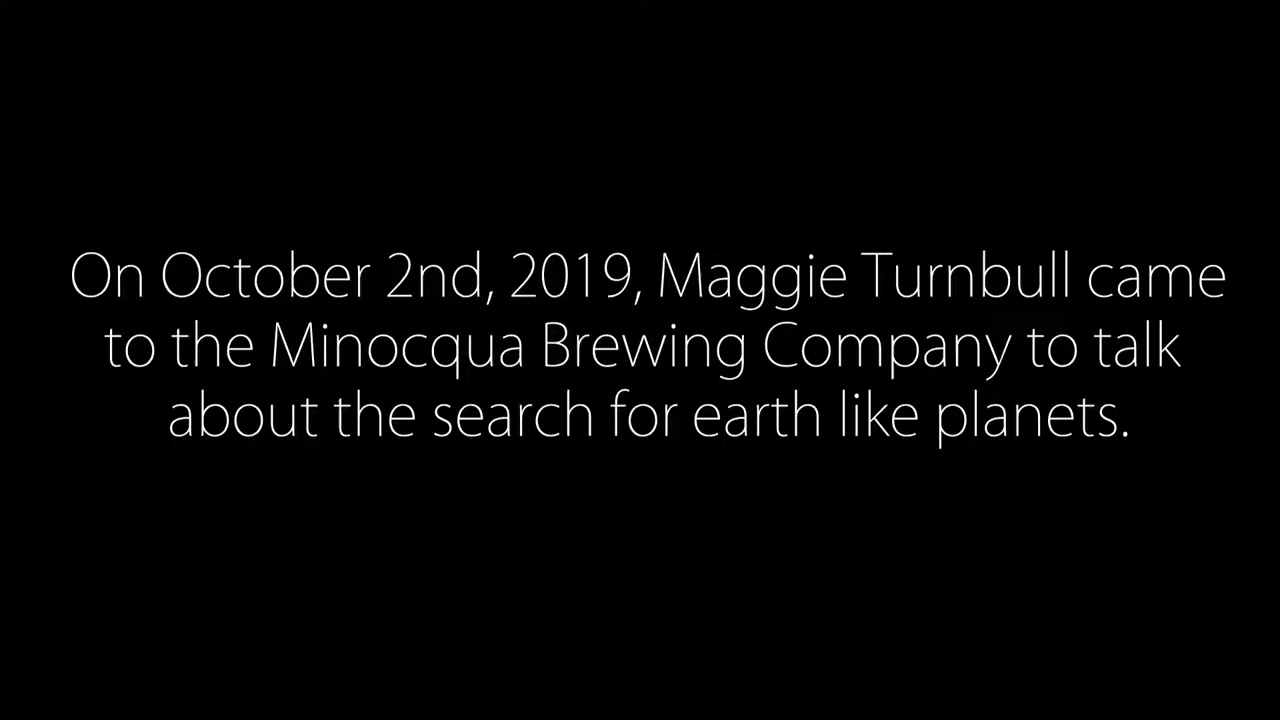 On October 2nd, 2019, Maggie Turnbull came
to the Minocqua Brewing Company to talk
about the search for earth like planets.